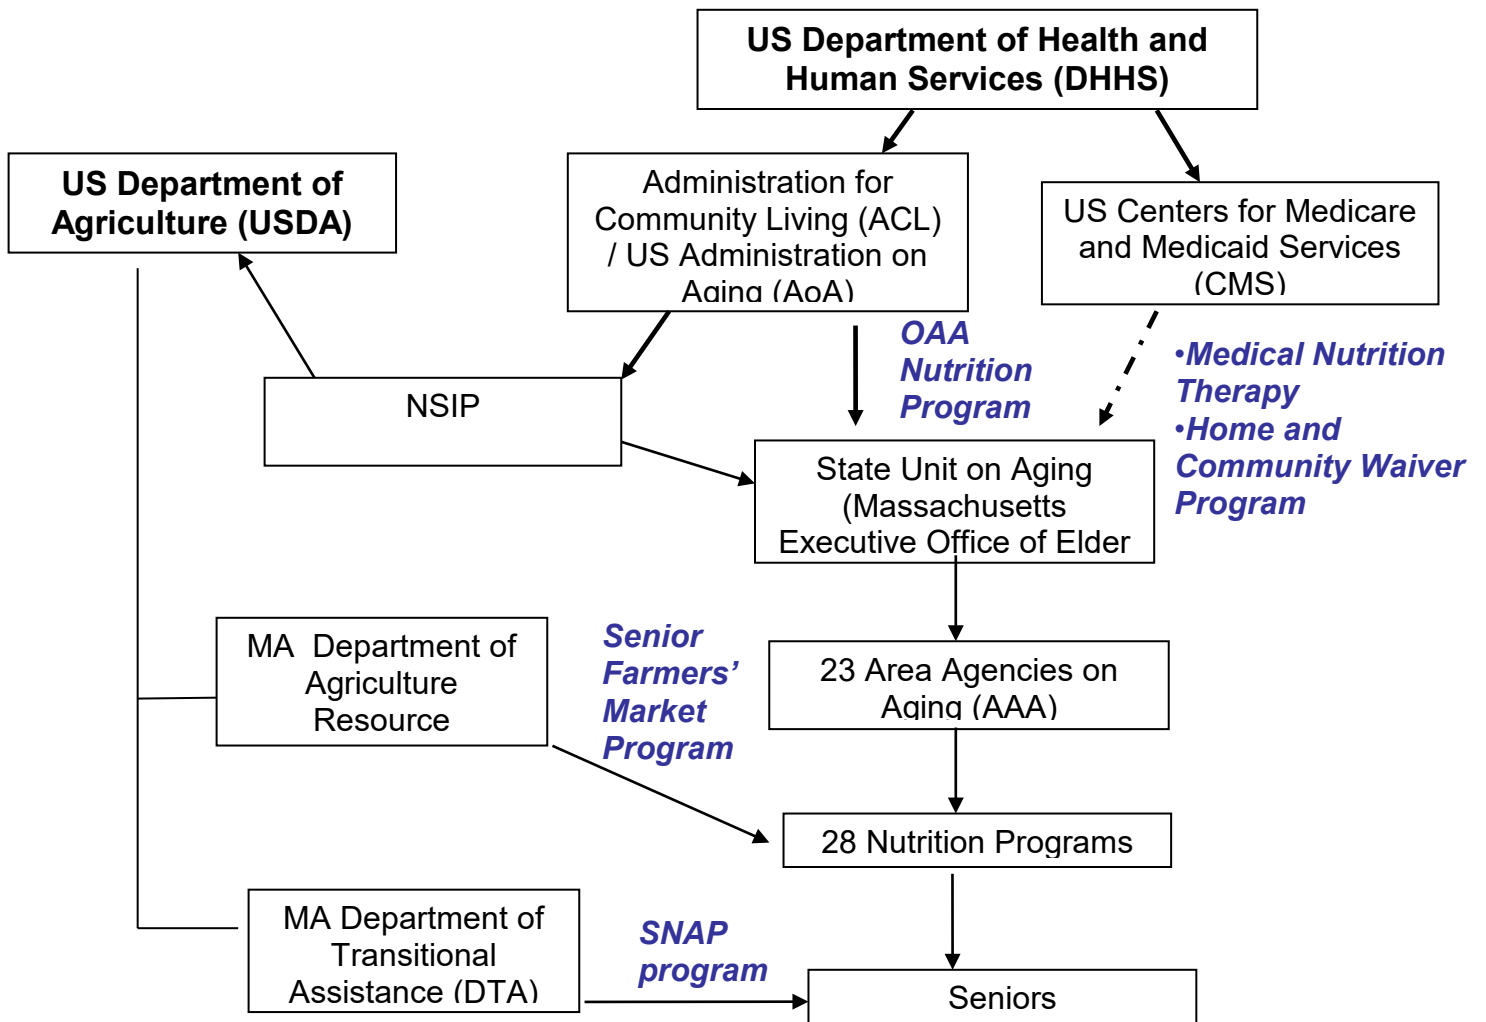 US Department of Health and
Human Services (DHHS)
US Department of
Agriculture (USDA)
Administration for
Community Living (ACL)
/ US Administration on
Aging (AoA)
US Centers for Medicare
and Medicaid Services
(CMS)
OAA
Nutrition
Program
•Medical Nutrition
Therapy
•Home and
Community Waiver
Program
NSIP
State Unit on Aging
(Massachusetts
Executive Office of Elder
MA  Department of
Agriculture
Resource
Senior
Farmers’
Market
Program
23 Area Agencies on
Aging (AAA)
28 Nutrition Programs
MA Department of
Transitional
Assistance (DTA)
SNAP
program
Seniors